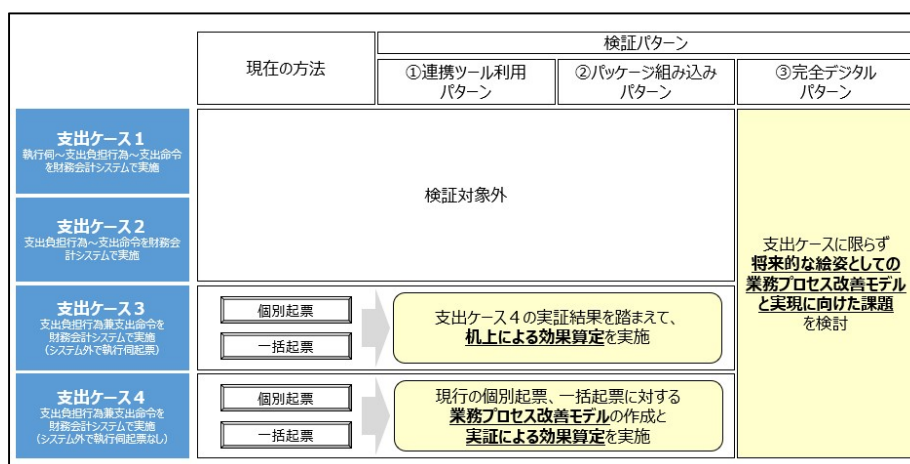 検証パターン
現在の方法
①連携ツール利用
パターン
②パッケージ組み込み
パターン
③完全デジタル
パターン
支出ケース1
執行伺~支出負担行為~支出命令
を財務会計システムで実施
支出ケース2
支出負担行為~支出命令を財務会
計システムで実施
検証対象外
支出ケース3
支出負担行為兼支出命令を
財務会計システムで実施
(システム外で執行伺起票)
個別起票
一括起票
支出ケース4の実証結果を踏まえて、
机上による効果算定を実施
支出ケース4
支出負担行為兼支出命令を
財務会計システムで実施
(システム外で執行伺起票なし)
個別起票
一括起票
現行の個別起票、一括起票に対する
業務プロセス改善モデルの作成と
実証による効果算定を実施
支出ケースに限らず
将来的な絵姿としての
業務プロセス改善モデル
と実現に向けた課題
を検討